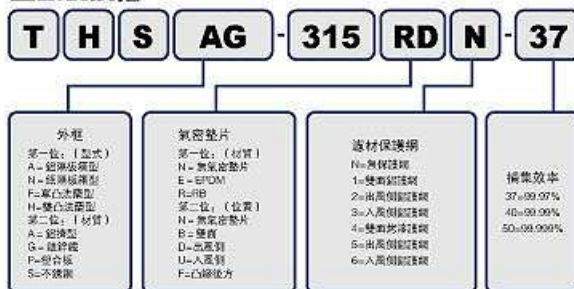 T H S AG - 315 RD N - 37
外框
第一位：（型式）
A=鋁隔板箱型
N=紙隔板箱型
F=單凸法蘭型
H=雙凸法蘭型
第二位：（材質）
A=鋁擠型
G=鍍鋅鐵
P=塑合板
S=不銹鋼
氣密墊片
第一位：（材質）
N=無氣密墊片
E=EPDM
R=RB
第二位：（位置）
N=無氣密墊片
B=雙面
D=出風側
U=入風側
F=凸緣後方
濾材保護網
N=無保護網
1=雙面鋁護網
2=出風側鋁護網
3=入風側鋁護網
4=雙面烤漆護網
5=出風側 護網
6=入風側 護網
捕集效率
37=99.97%
40=99.99%
50=99.999%